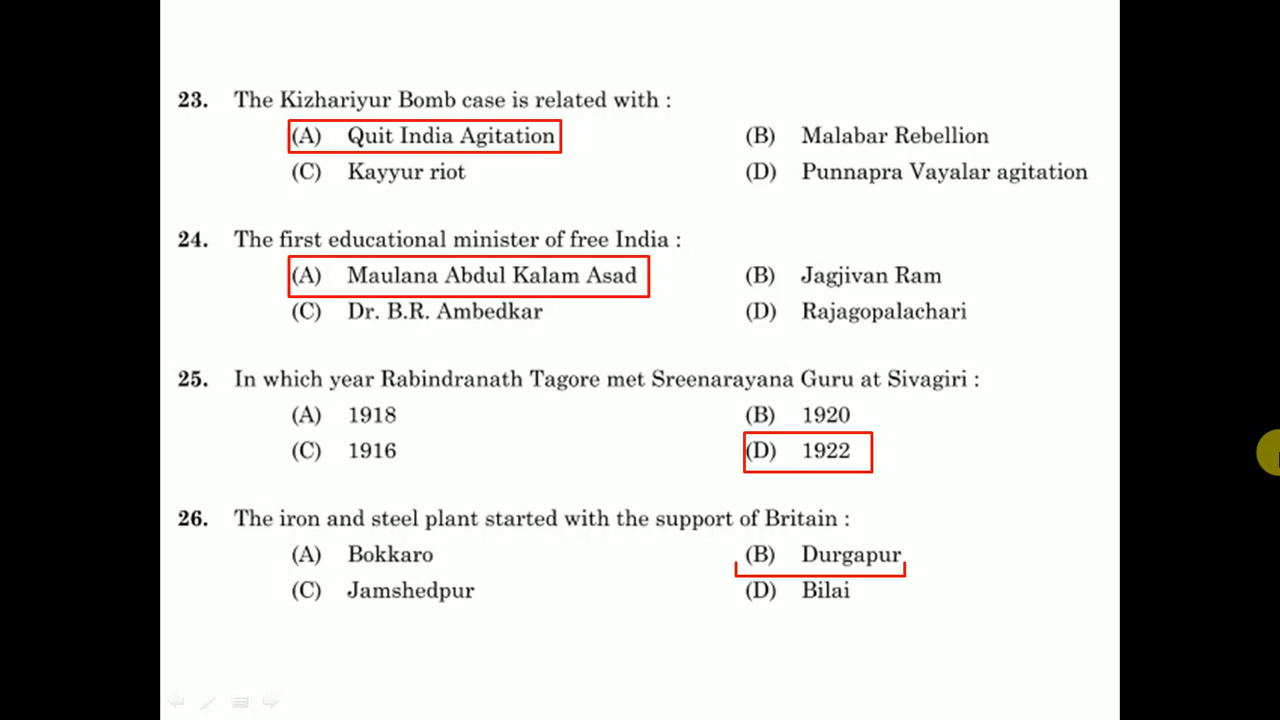 23. The Kizhariyur Bomb case is related with :
(A) Quit India Agitation (B) Malabar Rebellion
(C) Kayyur riot (D) Punnapra Vayalar agitation
24. The first educational minister of free India :
(A) Maulana Abdul Kalam Asad (B) Jagjivan Ram
(C) Dr. B.R. Ambedkar (D) Rajagopalachari
25. In which year Rabindranath Tagore met Sreenarayana Guru at Sivagiri :
(A) 1918 (B) 1920
(C) 1916 (D) 1922
26. The iron and steel plant started with the support of Britain :
(A) Bokkaro (B) Durgapur
(C) Jamshedpur (D) Bilai